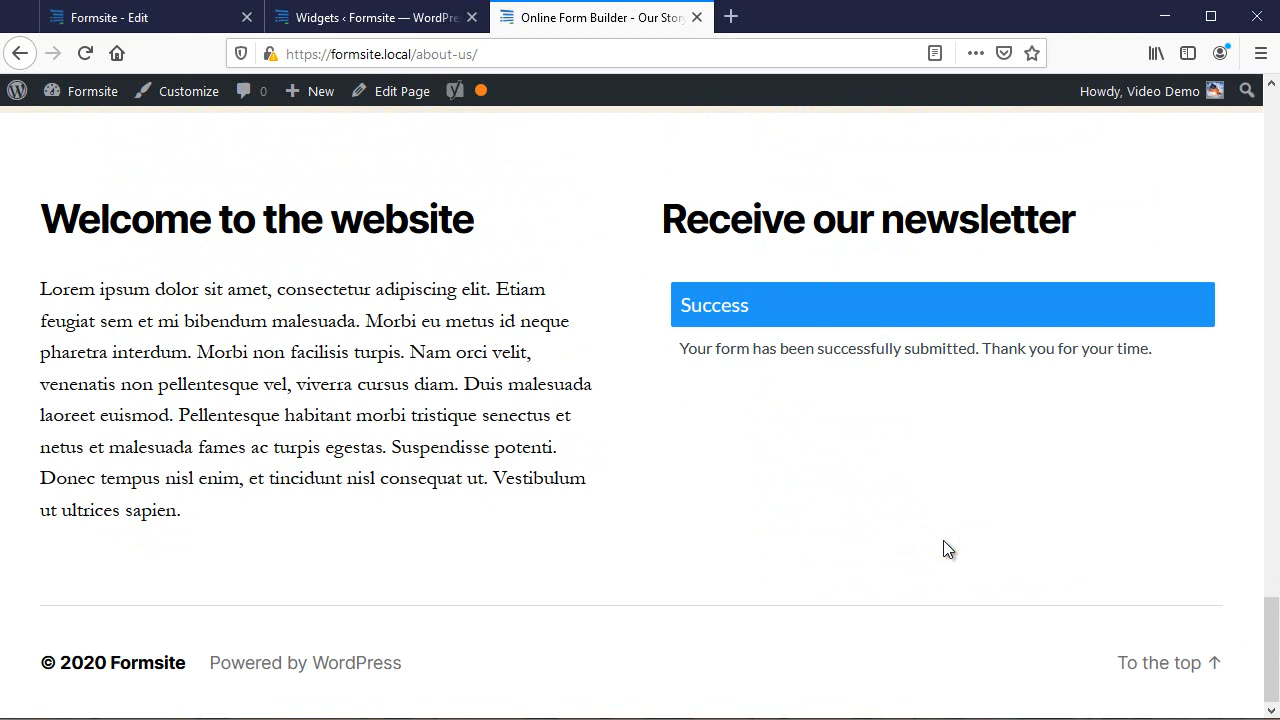 Formsite - Edit
Widgets ‹ Formsite — WordPre
Online Form Builder - Our Story
https://formsite.local/about-us/
Formsite
Customize
0
New
Edit Page
Howdy, Video Demo
Welcome to the website
Lorem ipsum dolor sit amet, consectetur adipiscing elit. Etiam
feugiat sem et mi bibendum malesuada. Morbi eu metus id neque
pharetra interdum. Morbi non facilisis turpis. Nam orci velit,
venenatis non pellentesque vel, viverra cursus diam. Duis malesuada
laoreet euismod. Pellentesque habitant morbi tristique senectus et
netus et malesuada fames ac turpis egestas. Suspendisse potenti.
Donec tempus nisl enim, et tincidunt nisl consequat ut. Vestibulum
ut ultrices sapien.
Receive our newsletter
Success
Your form has been successfully submitted. Thank you for your time.
© 2020 Formsite
Powered by WordPress
To the top ↑